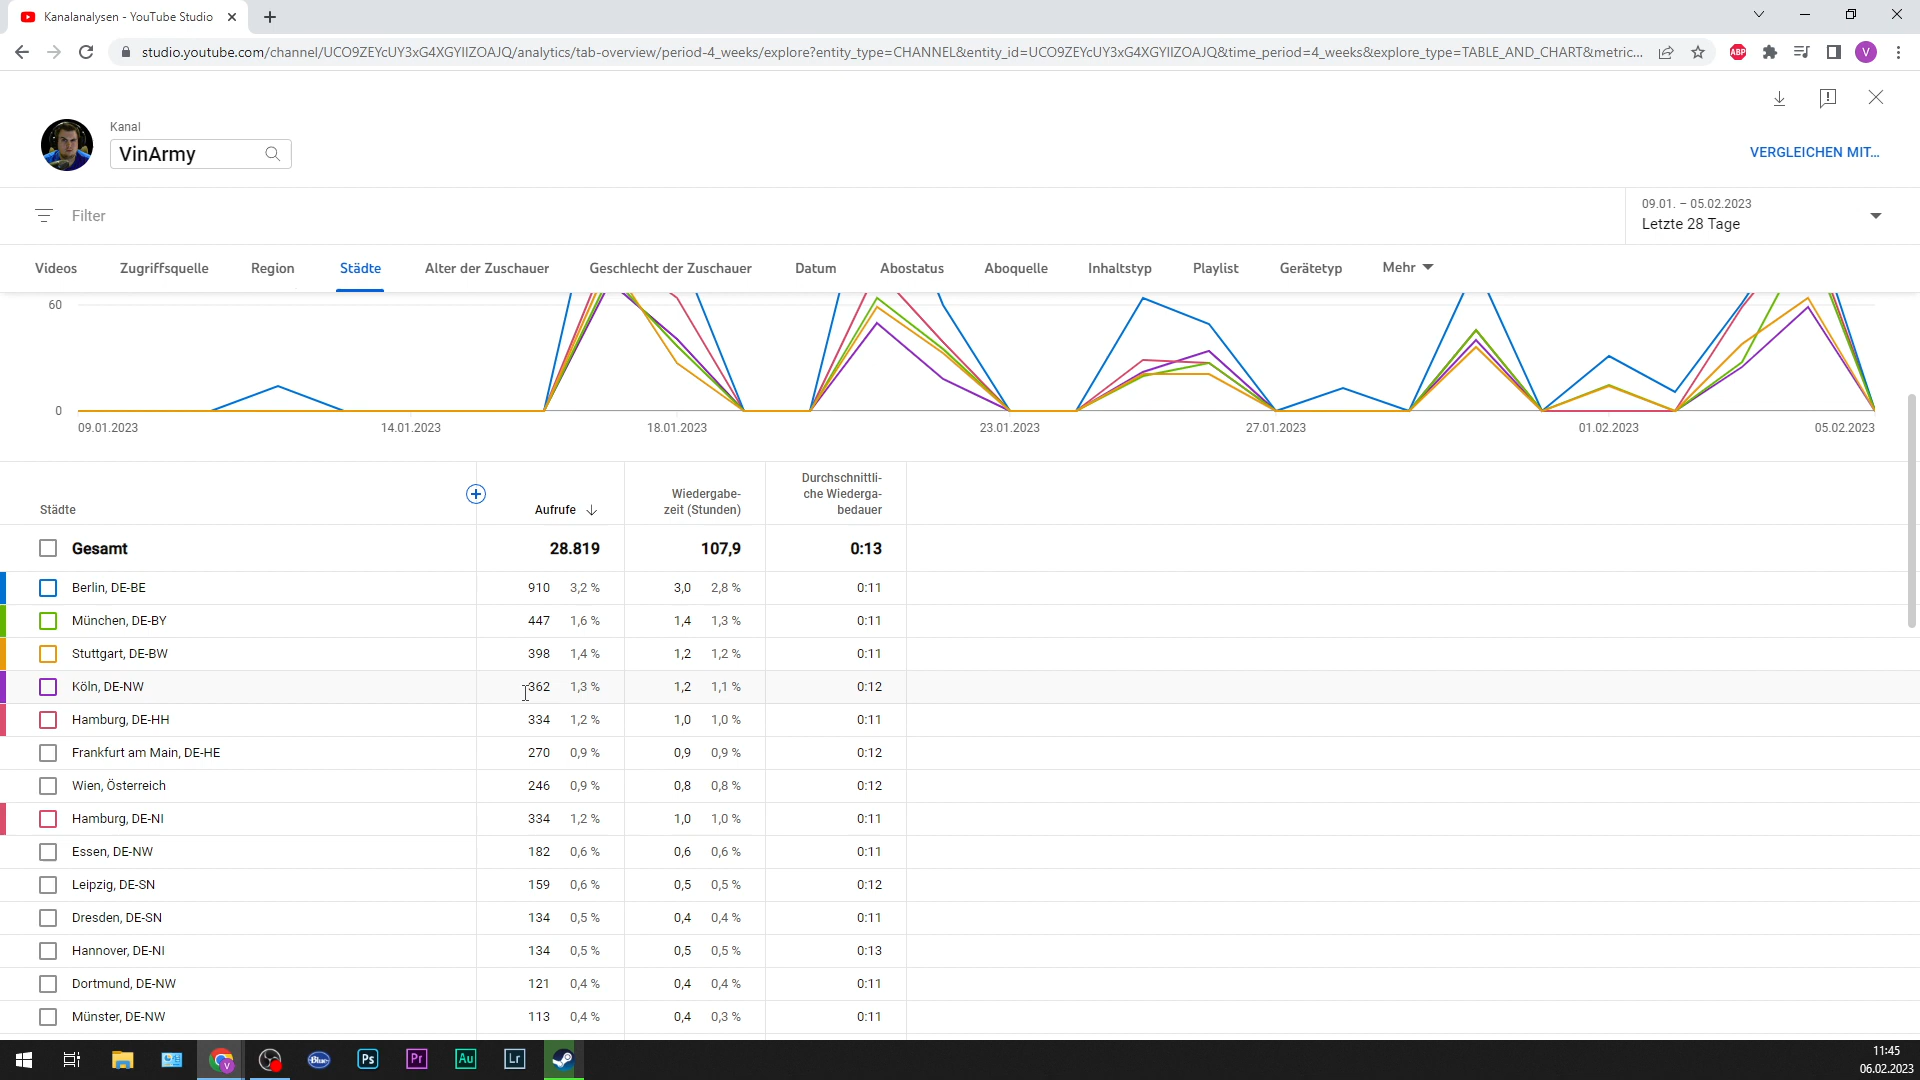 Kanalanalysen - YouTube Studio
studio.youtube.com/channel/UCO9ZEYcUY3xG4XGYIIZOAJQ/analytics/tab-overview/period-4_weeks/explore?entity_type=CHANNEL&entity_id=UCO9ZEYcUY3xG4XGYIIZOAJQ&time_period=4_weeks&explore_type=TABLE_AND_CHART&metric...
ABP
V
Kanal
VinArmy
VERGLEICHEN MIT...
Filter
09.01. – 05.02.2023
Letzte 28 Tage
Videos Zugriffsquelle Region Städte Alter der Zuschauer Geschlecht der Zuschauer Datum Abostatus Aboquelle Inhaltstyp Playlist Gerätetyp Mehr
60
0
09.01.2023 14.01.2023 18.01.2023 23.01.2023 27.01.2023 01.02.2023 05.02.2023
Durchschnittli-
Wiedergabe- che Wiederga-
Städte Aufrufe zeit (Stunden) bedauer
Gesamt 28.819 107,9 0:13
Berlin, DE-BE 910 3,2 % 3,0 2,8 % 0:11
München, DE-BY 447 1,6 % 1,4 1,3 % 0:11
Stuttgart, DE-BW 398 1,4 % 1,2 1,2 % 0:11
Köln, DE-NW 362 1,3 % 1,2 1,1 % 0:12
Hamburg, DE-HH 334 1,2 % 1,0 1,0 % 0:11
Frankfurt am Main, DE-HE 270 0,9 % 0,9 0,9 % 0:12
Wien, Österreich 246 0,9 % 0,8 0,8 % 0:12
Hamburg, DE-NI 334 1,2 % 1,0 1,0 % 0:11
Essen, DE-NW 182 0,6 % 0,6 0,6 % 0:11
Leipzig, DE-SN 159 0,6 % 0,5 0,5 % 0:12
Dresden, DE-SN 134 0,5 % 0,4 0,4 % 0:11
Hannover, DE-NI 134 0,5 % 0,5 0,5 % 0:13
Dortmund, DE-NW 121 0,4 % 0,4 0,4 % 0:11
Münster, DE-NW 113 0,4 % 0,4 0,3 % 0:11
V Blue Ps Pr Au Lr
11:45
06.02.2023